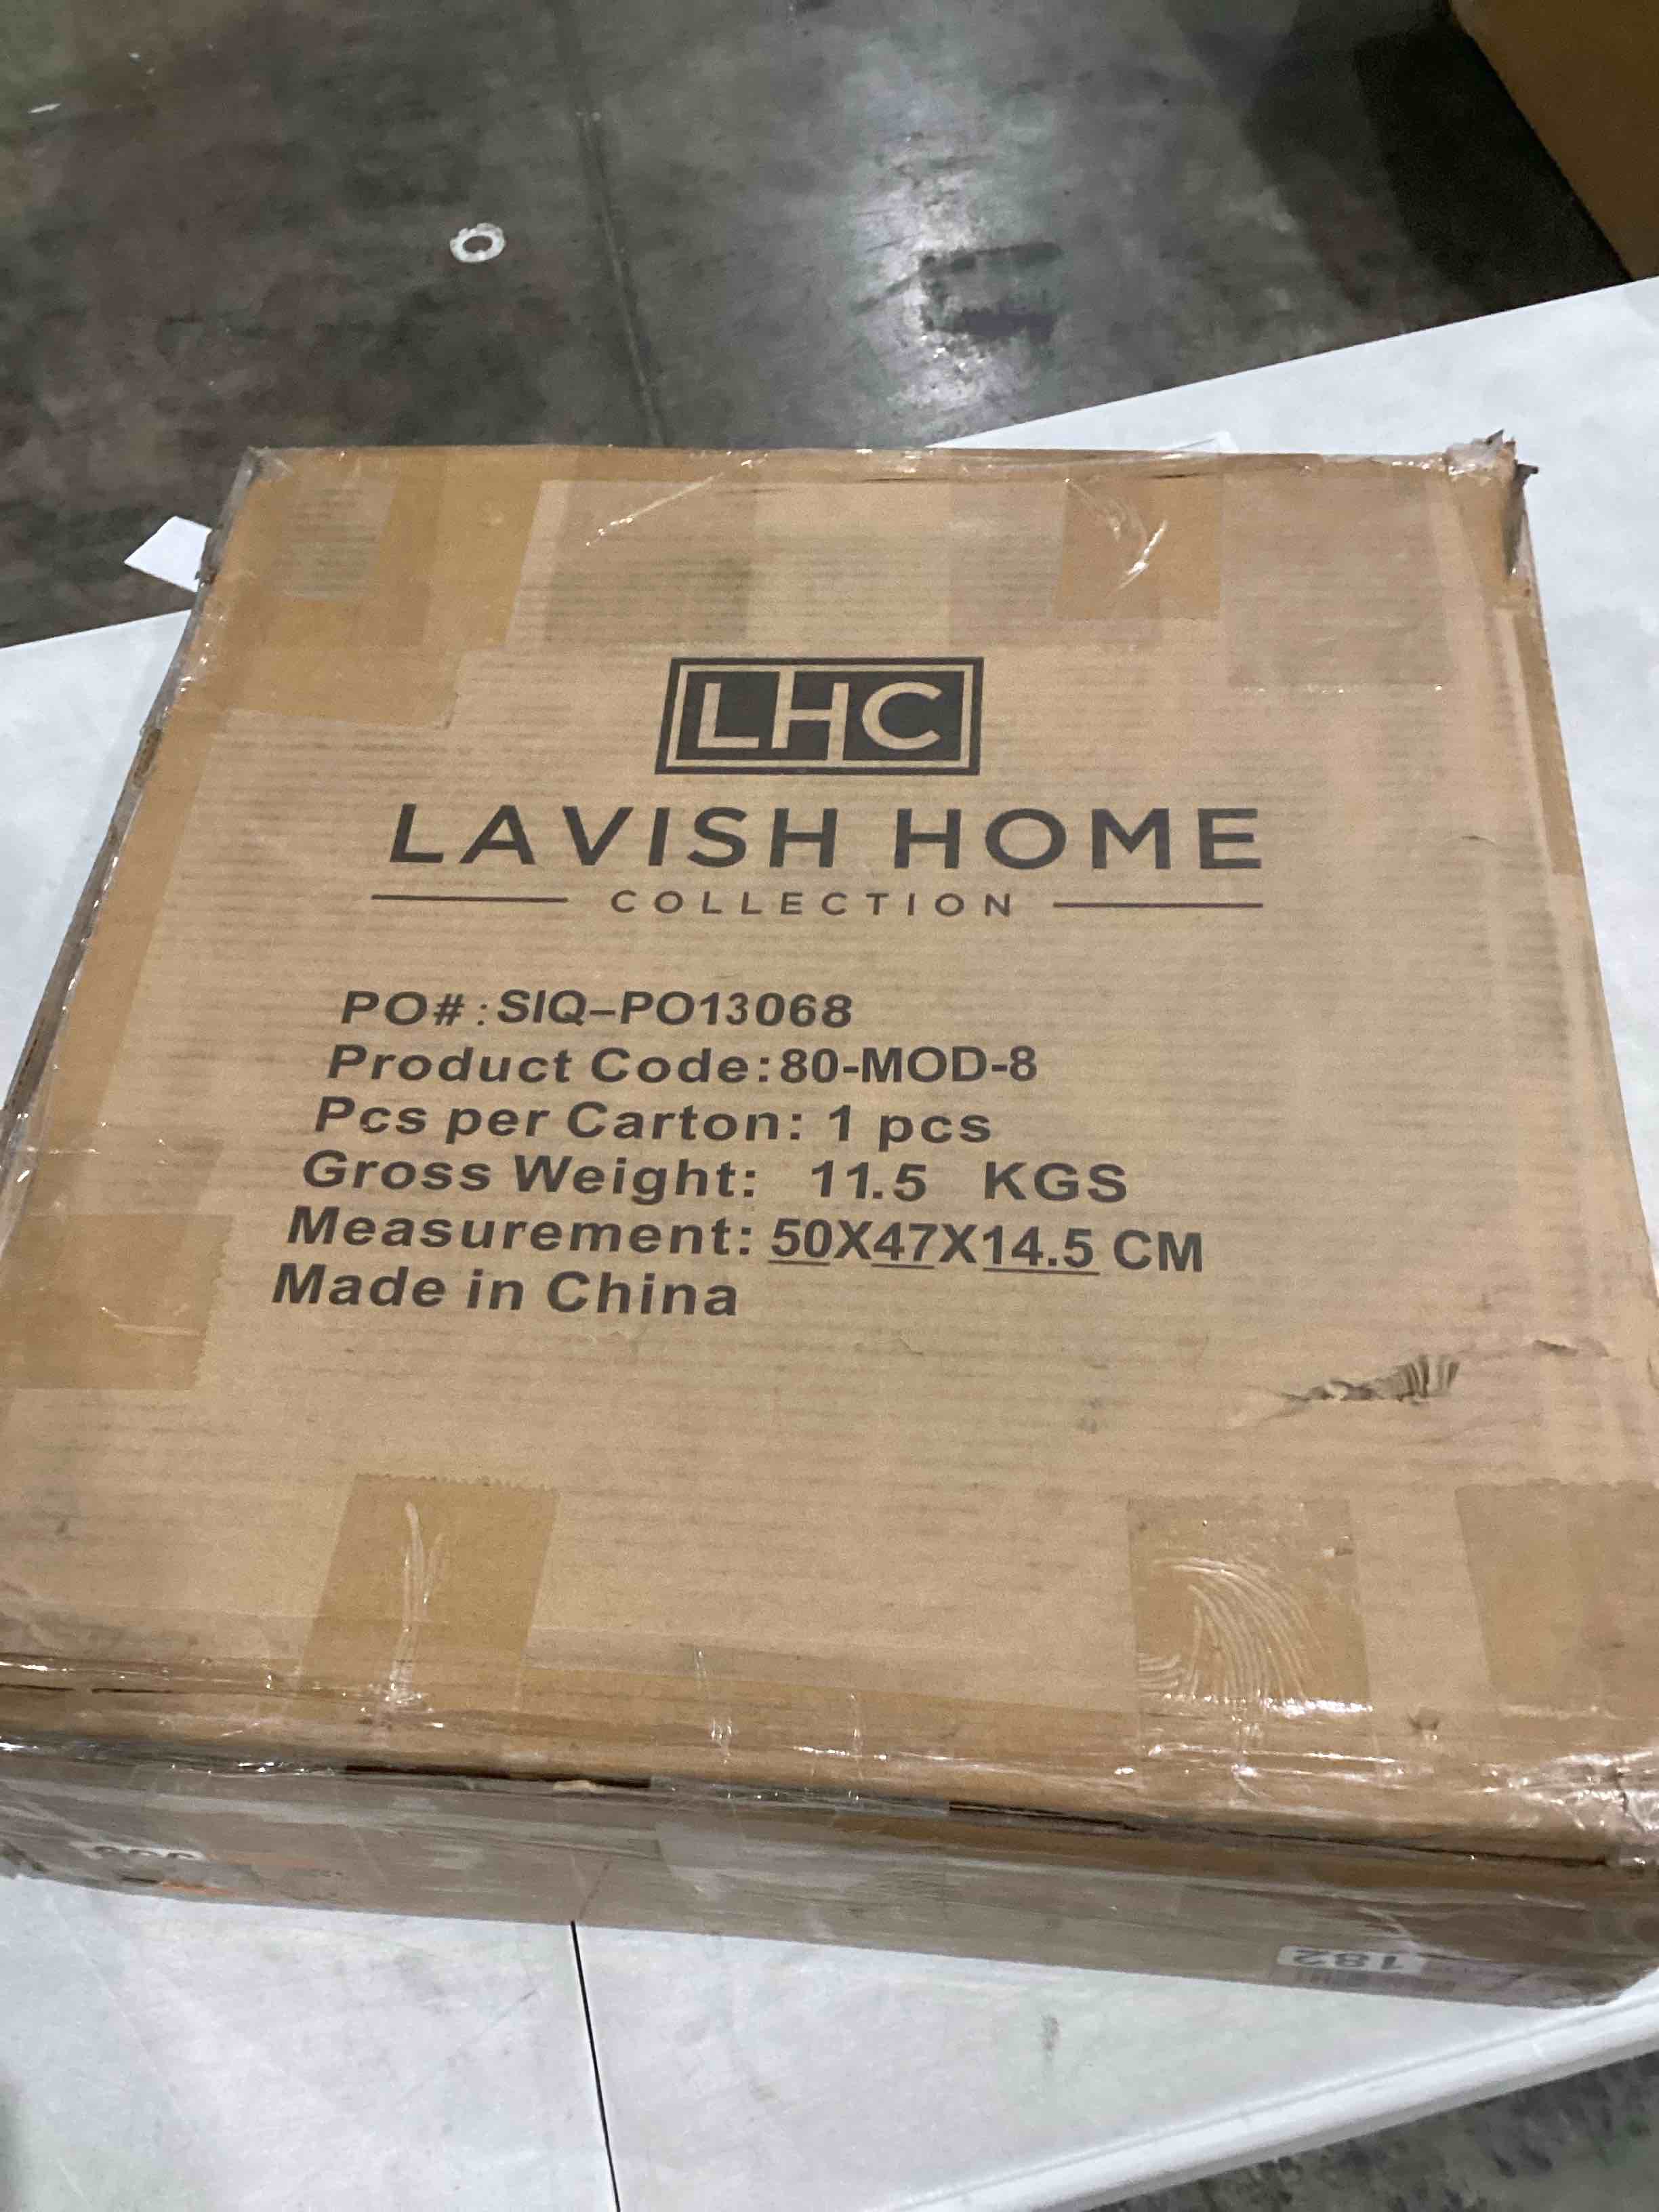 LHC
LAVISH HOME
COLLECTION
PO#:SIQ–PO13068
Product Code:80-MOD-8
Pcs per Carton: 1 pcs
Gross Weight: 11.5 KGS
Measurement: 50X47X14.5 CM
Made in China
182